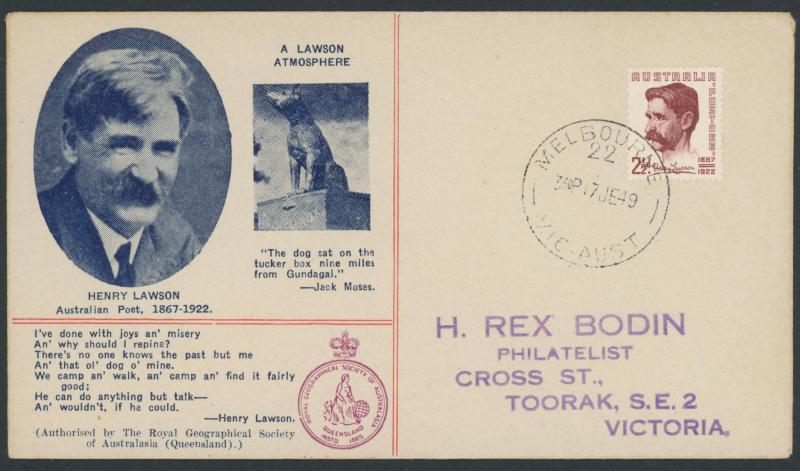 A LAWSON
ATMOSPHERE
"The dog sat on the
tucker box nine miles
from Gundagai."
—Jack Moses.
HENRY LAWSON
Australian Poet, 1867-1922.
I've done with joys an' misery
An' why should I repine?
There's no one knows the past but me
An' that ol' dog o' mine.
We camp an' walk, an' camp an' find it fairly
good;
He can do anything but talk—
An' wouldn't, if he could.
—Henry Lawson.
(Authorised by The Royal Geographical Society
of Australasia (Queensland).)
ROYAL GEOGRAPHICAL SOCIETY OF AUSTRALASIA
QUEENSLAND
INSTD 1885
AUSTRALIA
POSTAGE
2½D.
Henry Lawson
1867
1922
MELBOURNE
22
17JE49
VIC-AUST
H. REX BODIN
PHILATELIST
CROSS ST.,
TOORAK, S.E. 2
VICTORIA.